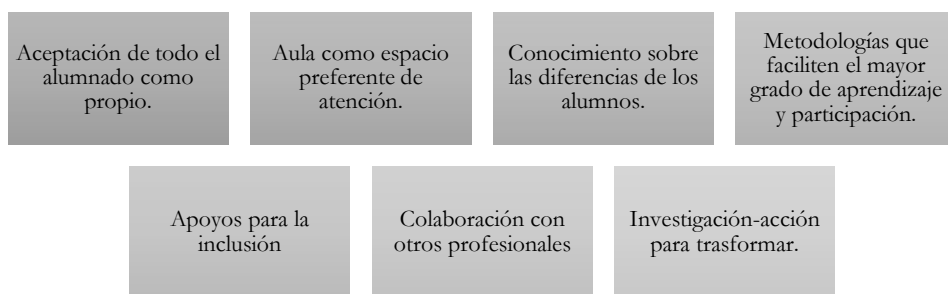 Aceptación de todo el
alumnado como
propio.
Aula como espacio
preferente de
atención.
Conocimiento sobre
las diferencias de los
alumnos.
Metodologías que
faciliten el mayor
grado de aprendizaje
y participación.
Apoyos para la
inclusión
Colaboración con
otros profesionales
Investigación-acción
para trasformar.